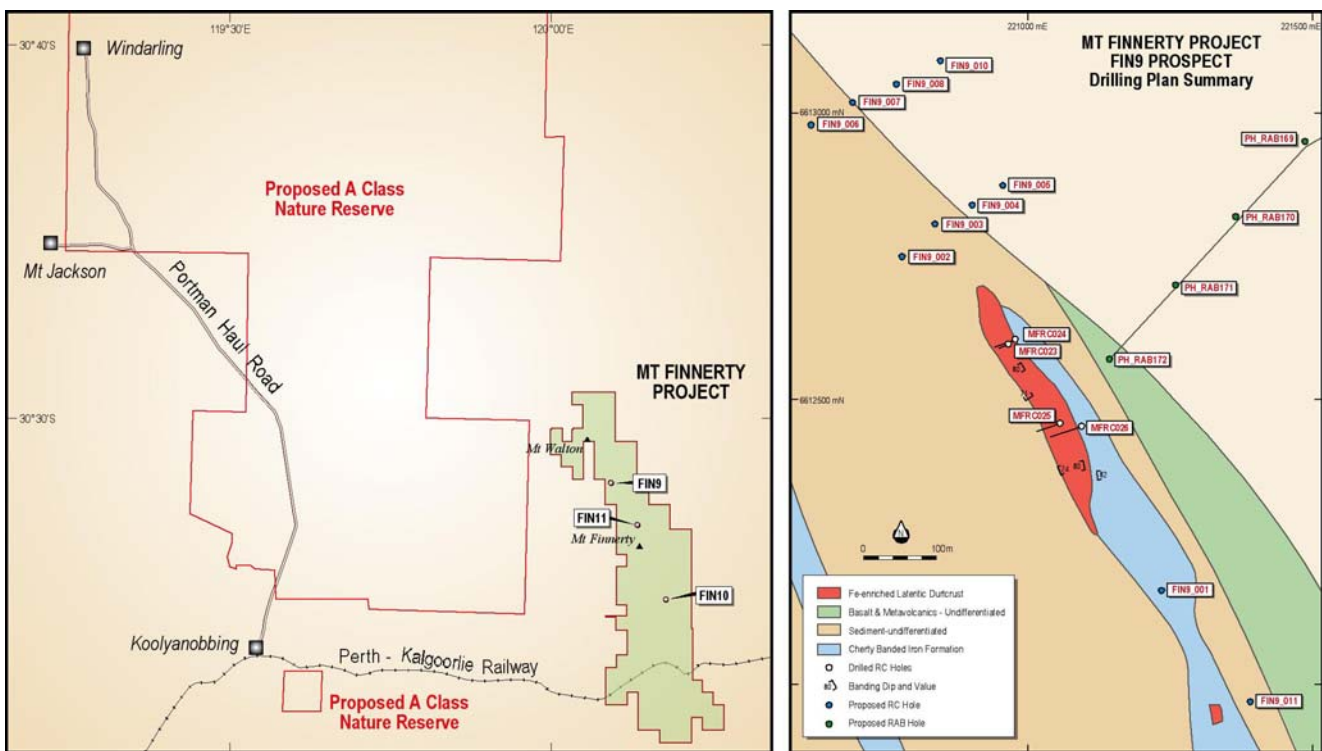 119°30'E
120°00'E
30°40'S
Windarling
Proposed A Class
Nature Reserve
Mt Jackson
Portman Haul Road
MT FINNERTY
PROJECT
30°30'S
Mt Walton
FIN9
FIN11
Mt Finnerty
FIN10
Koolyanobbing
Perth - Kalgoorlie Railway
Proposed A Class
Nature Reserve
221000 mE
221500 mE
MT FINNERTY PROJECT
FIN9 PROSPECT
Drilling Plan Summary
FIN9_010
FIN9_008
FIN9_007
6613000 mN
FIN9_006
PH_RAB169
FIN9_005
FIN9_004
PH_RAB170
FIN9_003
FIN9_002
PH_RAB171
MFRC024
MFRC023
PH_RAB172
80
6612500 mN
MFRC025
MFRC026
74
80
82
N
0 100m
FIN9_001
FIN9_011
Fe-enriched Lateritic Duricrust
Basalt & Metavolcanics - Undifferentiated
Sediment-undifferentiated
Cherty Banded Iron Formation
Drilled RC Holes
80
Banding Dip and Value
Proposed RC Hole
Proposed RAB Hole